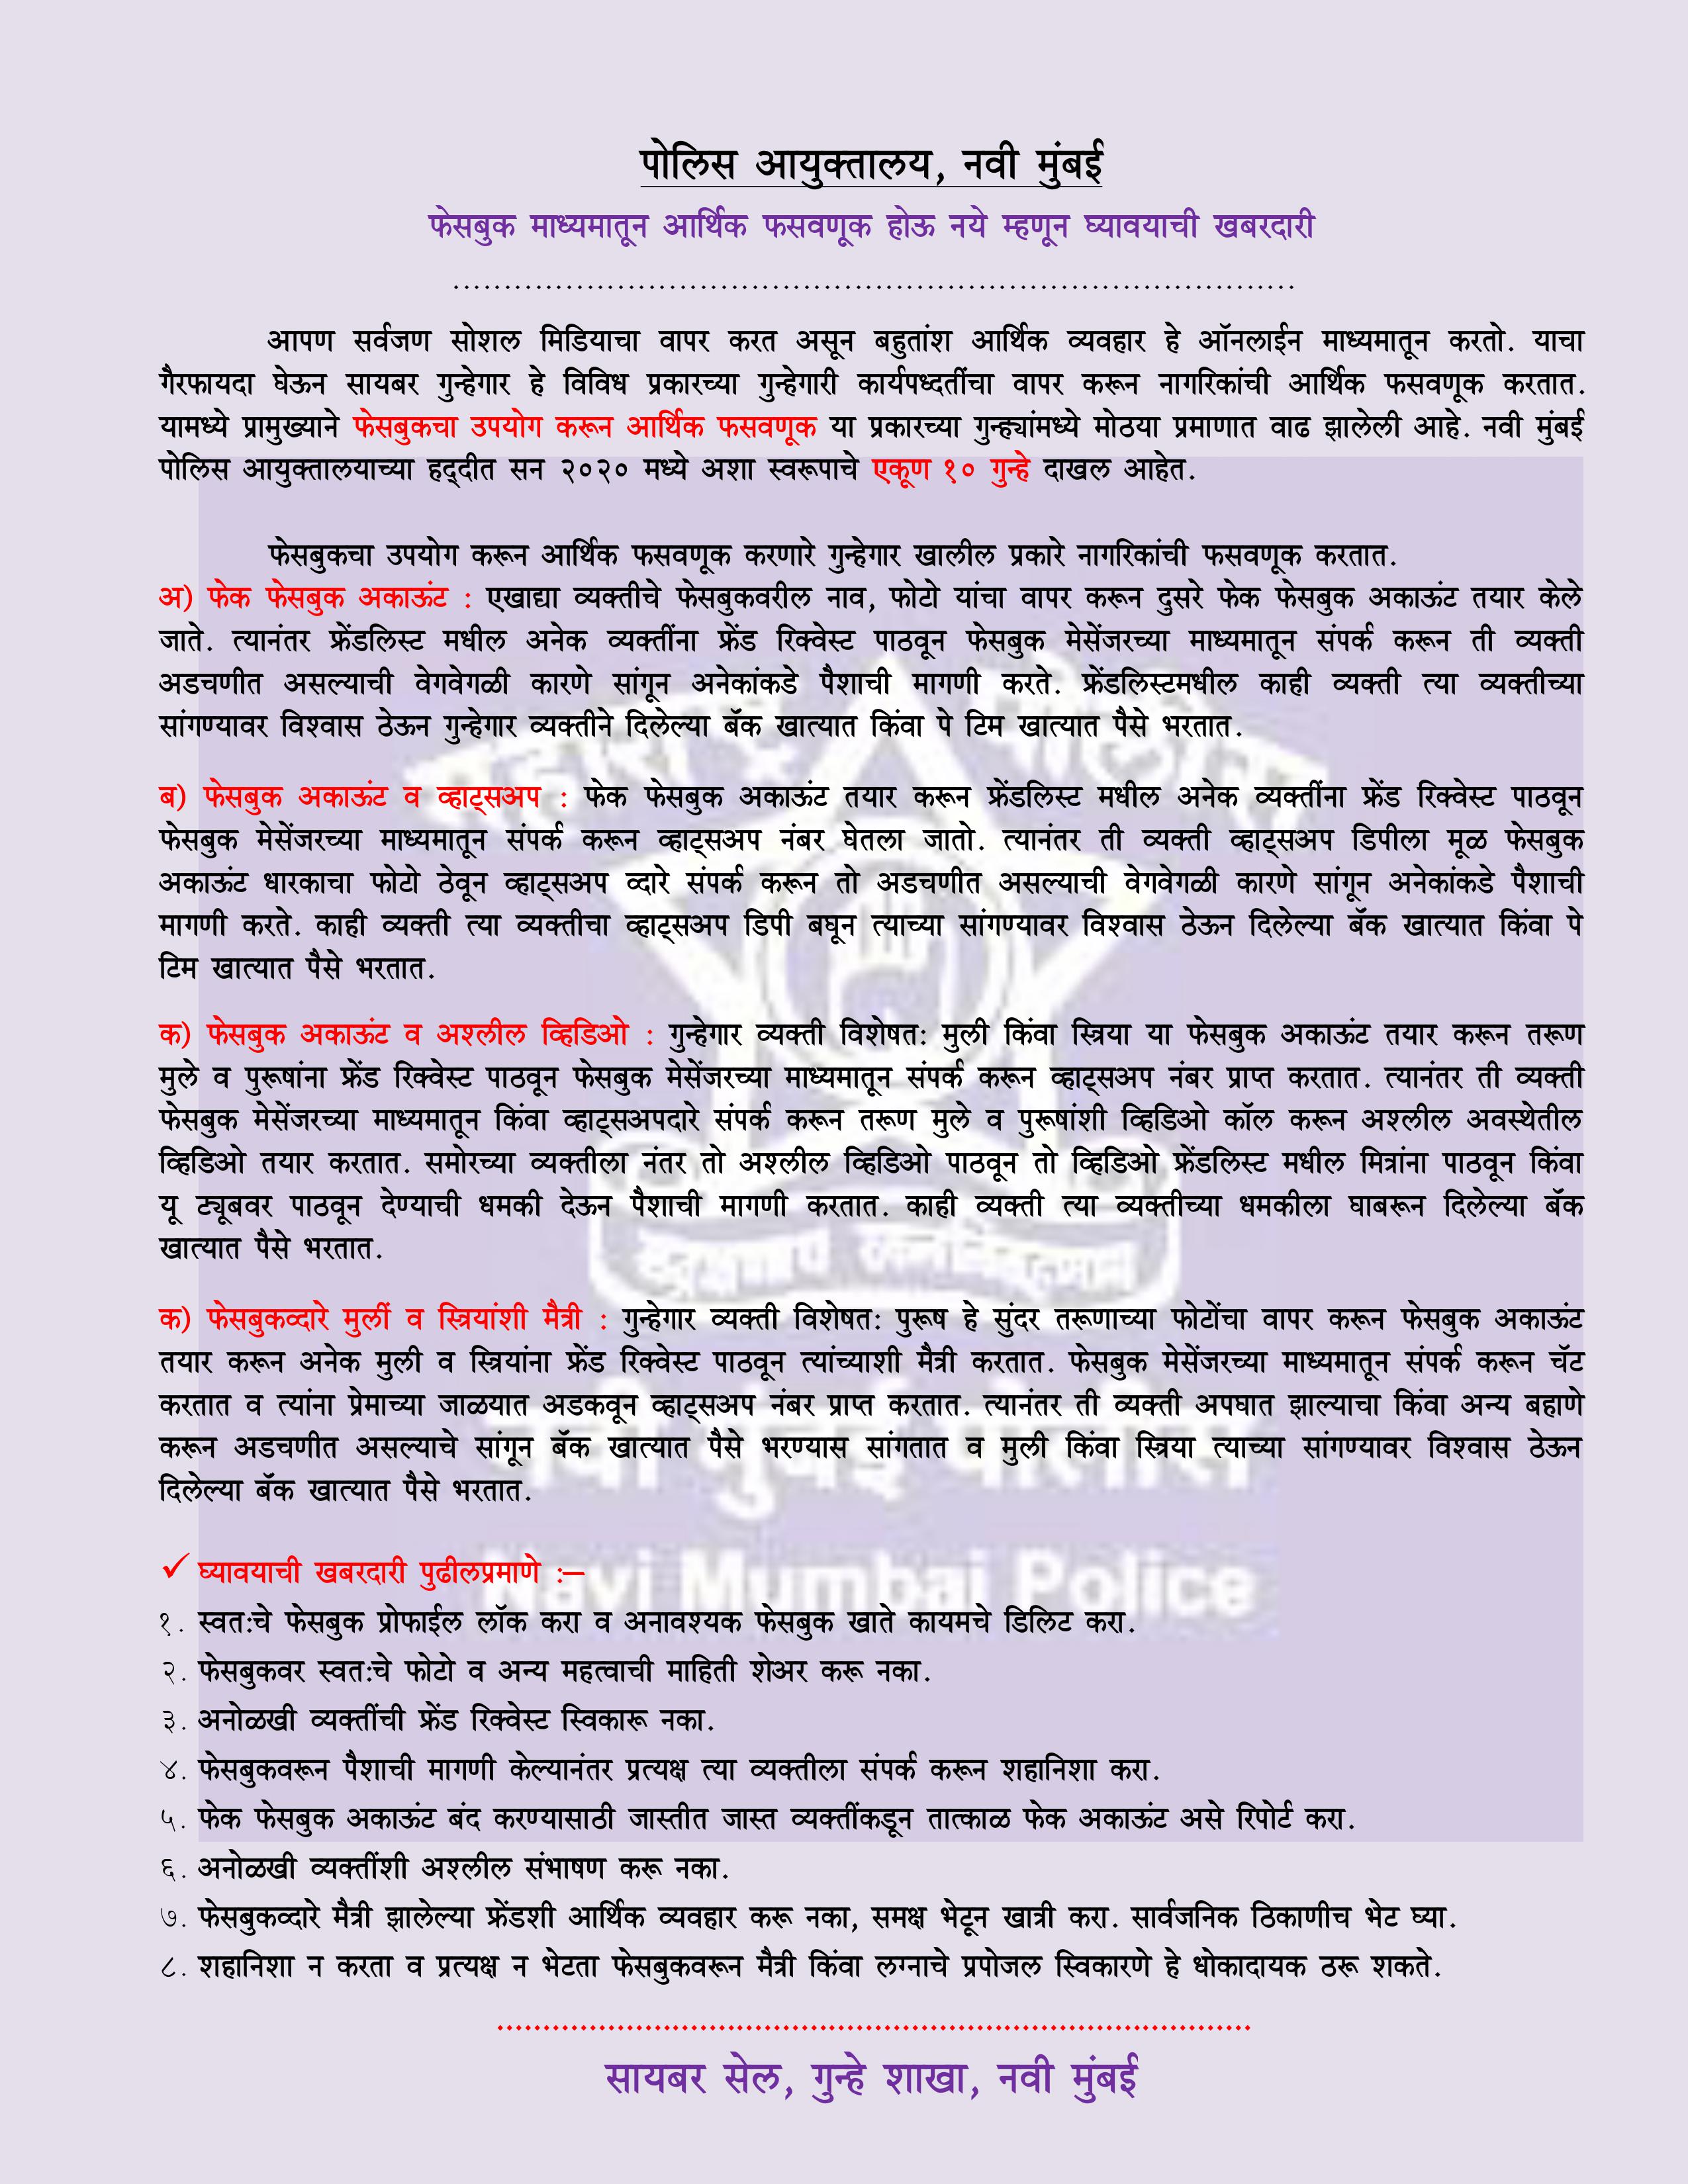 पोलिस आयुक्तालय, नवी मुंबई
फेसबुक माध्यमातून आर्थिक फसवणूक होऊ नये म्हणून घ्यावयाची खबरदारी
आपण सर्वजण सोशल मिडियाचा वापर करत असून बहुतांश आर्थिक व्यवहार हे ऑनलाईन माध्यमातून करतो. याचा
गैरफायदा घेऊन सायबर गुन्हेगार हे विविध प्रकारच्या गुन्हेगारी कार्यपध्दतींचा वापर करून नागरिकांची आर्थिक फसवणूक करतात.
यामध्ये प्रामुख्याने फेसबुकचा उपयोग करून आर्थिक फसवणूक या प्रकारच्या गुन्ह्यांमध्ये मोठया प्रमाणात वाढ झालेली आहे. नवी मुंबई
पोलिस आयुक्तालयाच्या हद्दीत सन २०२० मध्ये अशा स्वरूपाचे एकूण १० गुन्हे दाखल आहेत.
फेसबुकचा उपयोग करून आर्थिक फसवणूक करणारे गुन्हेगार खालील प्रकारे नागरिकांची फसवणूक करतात.
अ) फेक फेसबुक अकाऊंट : एखाद्या व्यक्तीचे फेसबुकवरील नाव, फोटो यांचा वापर करून दुसरे फेक फेसबुक अकाऊंट तयार केले
जाते. त्यानंतर फ्रेंडलिस्ट मधील अनेक व्यक्तींना फ्रेंड रिक्वेस्ट पाठवून फेसबुक मेसेंजरच्या माध्यमातून संपर्क करून ती व्यक्ती
अडचणीत असल्याची वेगवेगळी कारणे सांगून अनेकांकडे पैशाची मागणी करते. फ्रेंडलिस्टमधील काही व्यक्ती त्या व्यक्तीच्या
सांगण्यावर विश्वास ठेऊन गुन्हेगार व्यक्तीने दिलेल्या बॅक खात्यात किंवा पे टिम खात्यात पैसे भरतात.
ब) फेसबुक अकाऊंट व व्हाट्सअप : फेक फेसबुक अकाऊंट तयार करून फ्रेंडलिस्ट मधील अनेक व्यक्तींना फ्रेंड रिक्वेस्ट पाठवून
फेसबुक मेसेंजरच्या माध्यमातून संपर्क करून व्हाट्सअप नंबर घेतला जातो. त्यानंतर ती व्यक्ती व्हाट्सअप डिपीला मूळ फेसबुक
अकाऊंट धारकाचा फोटो ठेवून व्हाट्सअप व्दारे संपर्क करून तो अडचणीत असल्याची वेगवेगळी कारणे सांगून अनेकांकडे पैशाची
मागणी करते. काही व्यक्ती त्या व्यक्तीचा व्हाट्सअप डिपी बघून त्याच्या सांगण्यावर विश्वास ठेऊन दिलेल्या बॅक खात्यात किंवा पे
टिम खात्यात पैसे भरतात.
क) फेसबुक अकाऊंट व अश्लील व्हिडिओ : गुन्हेगार व्यक्ती विशेषतः मुली किंवा स्त्रिया या फेसबुक अकाऊंट तयार करून तरूण
मुले व पुरूषांना फ्रेंड रिक्वेस्ट पाठवून फेसबुक मेसेंजरच्या माध्यमातून संपर्क करून व्हाट्सअप नंबर प्राप्त करतात. त्यानंतर ती व्यक्ती
फेसबुक मेसेंजरच्या माध्यमातून किंवा व्हाट्सअपदारे संपर्क करून तरूण मुले व पुरूषांशी व्हिडिओ कॉल करून अश्लील अवस्थेतील
व्हिडिओ तयार करतात. समोरच्या व्यक्तीला नंतर तो अश्लील व्हिडिओ पाठवून तो व्हिडिओ फ्रेंडलिस्ट मधील मित्रांना पाठवून किंवा
यू ट्यूबवर पाठवून देण्याची धमकी देऊन पैशाची मागणी करतात. काही व्यक्ती त्या व्यक्तीच्या धमकीला घाबरून दिलेल्या बॅक
खात्यात पैसे भरतात.
क) फेसबुकव्दारे मुलीं व स्त्रियांशी मैत्री : गुन्हेगार व्यक्ती विशेषतः पुरूष हे सुंदर तरूणाच्या फोटोंचा वापर करून फेसबुक अकाऊंट
तयार करून अनेक मुली व स्त्रियांना फ्रेंड रिक्वेस्ट पाठवून त्यांच्याशी मैत्री करतात. फेसबुक मेसेंजरच्या माध्यमातून संपर्क करून चॅट
करतात व त्यांना प्रेमाच्या जाळयात अडकवून व्हाट्सअप नंबर प्राप्त करतात. त्यानंतर ती व्यक्ती अपघात झाल्याचा किंवा अन्य बहाणे
करून अडचणीत असल्याचे सांगून बॅक खात्यात पैसे भरण्यास सांगतात व मुली किंवा स्त्रिया त्याच्या सांगण्यावर विश्वास ठेऊन
दिलेल्या बॅक खात्यात पैसे भरतात.
✓ घ्यावयाची खबरदारी पुढीलप्रमाणे :–
१. स्वतःचे फेसबुक प्रोफाईल लॉक करा व अनावश्यक फेसबुक खाते कायमचे डिलिट करा.
२. फेसबुकवर स्वतःचे फोटो व अन्य महत्वाची माहिती शेअर करू नका.
३. अनोळखी व्यक्तींची फ्रेंड रिक्वेस्ट स्विकारू नका.
४. फेसबुकवरून पैशाची मागणी केल्यानंतर प्रत्यक्ष त्या व्यक्तीला संपर्क करून शहानिशा करा.
५. फेक फेसबुक अकाऊंट बंद करण्यासाठी जास्तीत जास्त व्यक्तींकडून तात्काळ फेक अकाऊंट असे रिपोर्ट करा.
६. अनोळखी व्यक्तींशी अश्लील संभाषण करू नका.
७. फेसबुकव्दारे मैत्री झालेल्या फ्रेंडशी आर्थिक व्यवहार करू नका, समक्ष भेटून खात्री करा. सार्वजनिक ठिकाणीच भेट घ्या.
८. शहानिशा न करता व प्रत्यक्ष न भेटता फेसबुकवरून मैत्री किंवा लग्नाचे प्रपोजल स्विकारणे हे धोकादायक ठरू शकते.
सायबर सेल, गुन्हे शाखा, नवी मुंबई
महाराष्ट्र पोलीस
नवी मुंबई पोलीस
Navi Mumbai Police